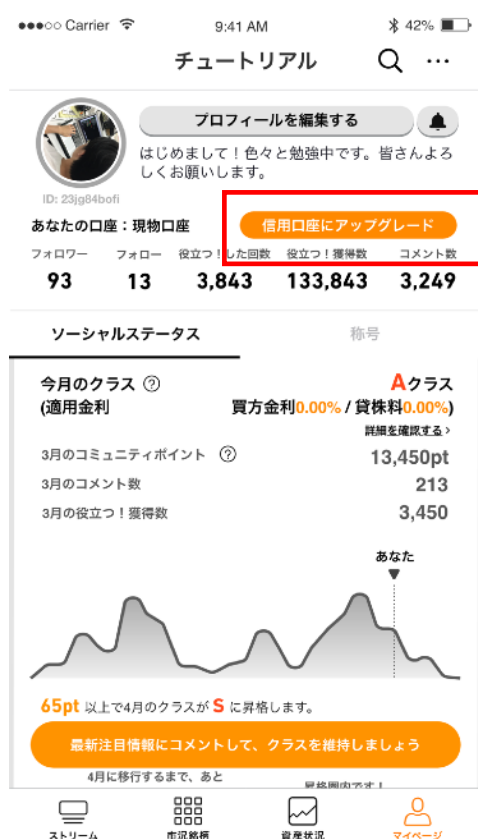 ●●●○○ Carrier 9:41 AM 42%
チュートリアル
プロフィールを編集する
はじめまして！色々と勉強中です。皆さんよろ
しくお願いします。
ID: 23jg84bofi
あなたの口座：現物口座 信用口座にアップグレード
フォロワー フォロー 役立つ！した回数 役立つ！獲得数 コメント数
93 13 3,843 133,843 3,249
ソーシャルステータス 称号
今月のクラス ? Aクラス
(適用金利 買方金利0.00% / 貸株料0.00%)
詳細を確認する >
3月のコミュニティポイント ? 13,450pt
3月のコメント数 213
3月の役立つ！獲得数 3,450
あなた
65pt 以上で4月のクラスが S に昇格します。
最新注目情報にコメントして、クラスを維持しましょう
4月に移行するまで、あと 昇格圏内です！
ストリーム 市況銘柄 資産状況 マイページ